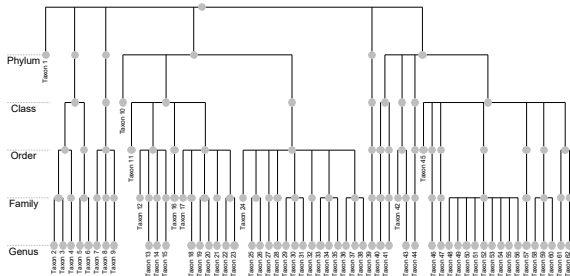 Phylum
Taxon 1
Class
Taxon 10
Order
Taxon 11
Taxon 45
Family
Taxon 12
Taxon 16
Taxon 17
Taxon 24
Taxon 42
Genus
Taxon 2
Taxon 3
Taxon 4
Taxon 5
Taxon 6
Taxon 7
Taxon 8
Taxon 9
Taxon 13
Taxon 14
Taxon 15
Taxon 18
Taxon 19
Taxon 20
Taxon 21
Taxon 22
Taxon 23
Taxon 25
Taxon 26
Taxon 27
Taxon 28
Taxon 29
Taxon 30
Taxon 31
Taxon 32
Taxon 33
Taxon 34
Taxon 35
Taxon 36
Taxon 37
Taxon 38
Taxon 39
Taxon 40
Taxon 41
Taxon 43
Taxon 44
Taxon 46
Taxon 47
Taxon 48
Taxon 49
Taxon 50
Taxon 51
Taxon 52
Taxon 53
Taxon 54
Taxon 55
Taxon 56
Taxon 57
Taxon 58
Taxon 59
Taxon 60
Taxon 61
Taxon 62